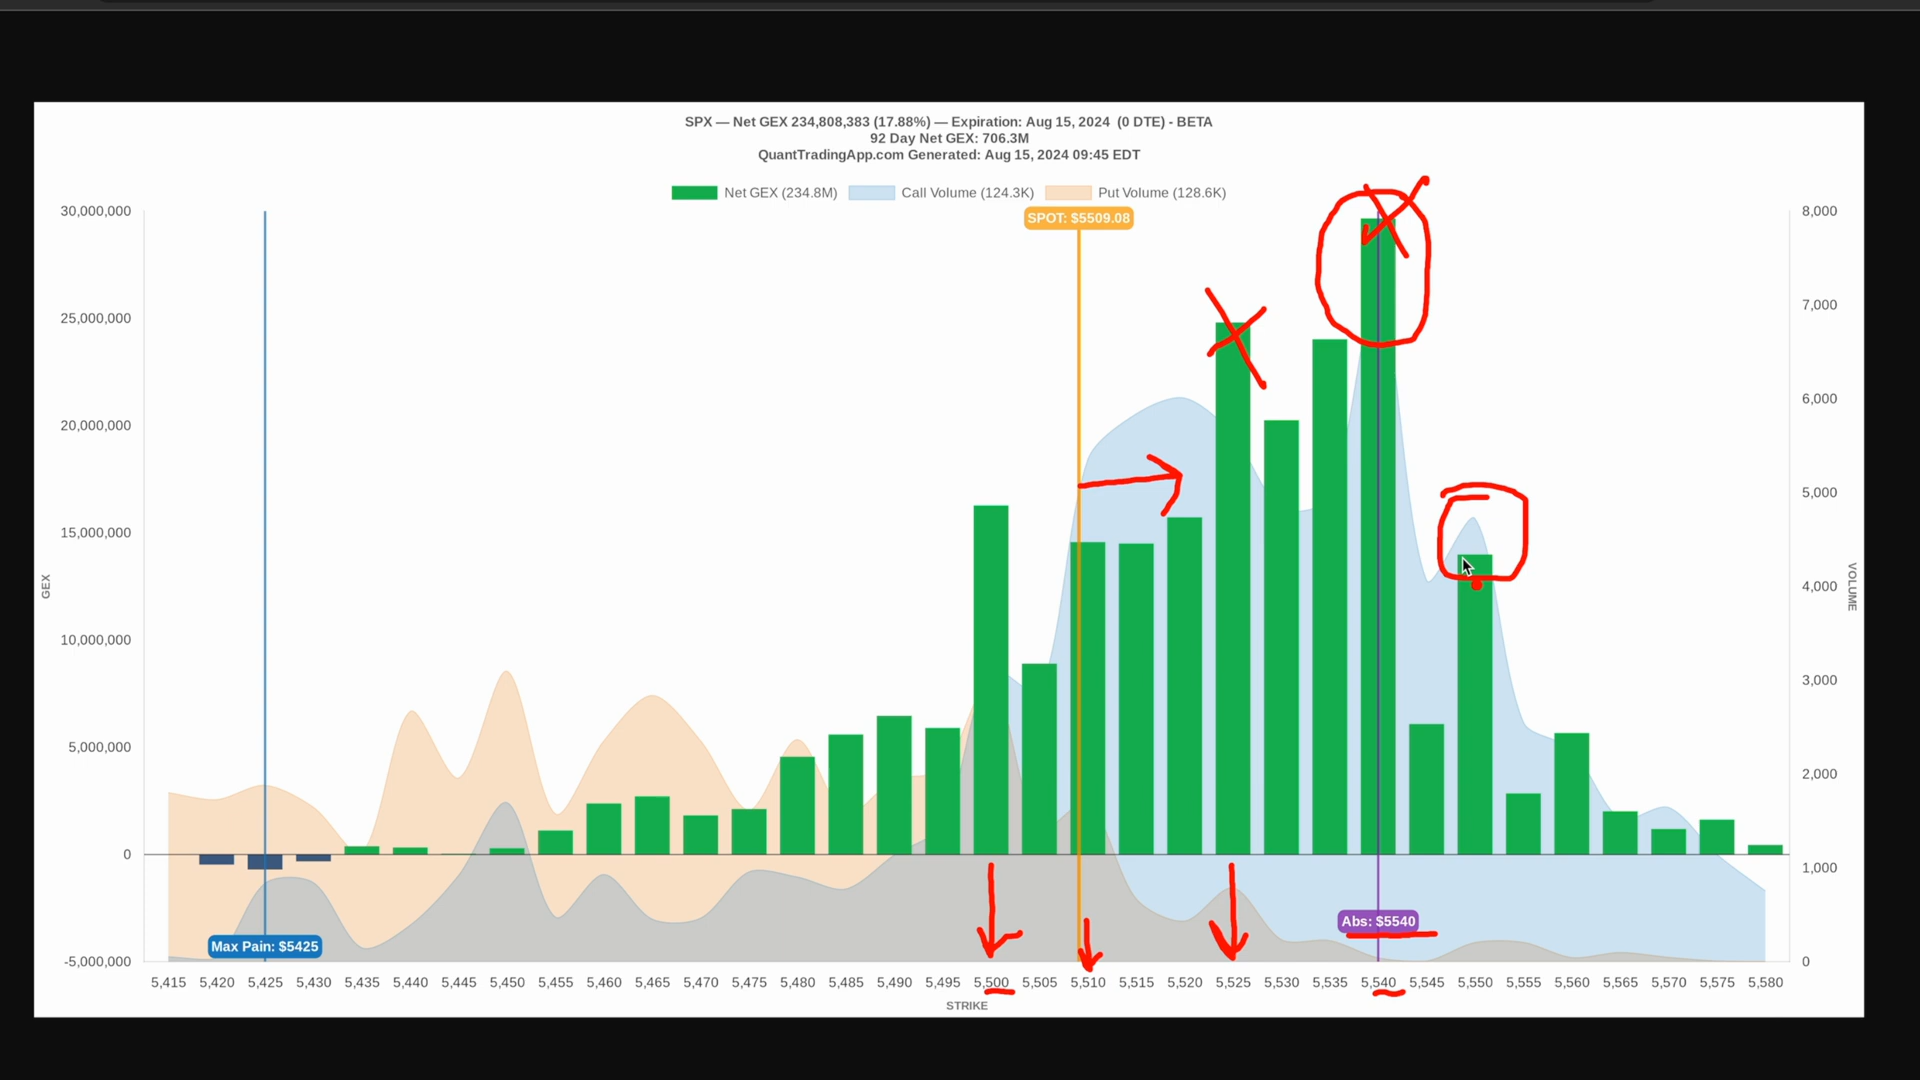 SPX — Net GEX 234,808,383 (17.88%) — Expiration: Aug 15, 2024 (0 DTE) - BETA
92 Day Net GEX: 706.3M
QuantTradingApp.com Generated: Aug 15, 2024 09:45 EDT
Net GEX (234.8M) Call Volume (124.3K) Put Volume (128.6K)
SPOT: $5509.08
30,000,000
25,000,000
20,000,000
15,000,000
10,000,000
5,000,000
0
-5,000,000
GEX
8,000
7,000
6,000
5,000
4,000
3,000
2,000
1,000
0
VOLUME
Max Pain: $5425
Abs: $5540
5,415 5,420 5,425 5,430 5,435 5,440 5,445 5,450 5,455 5,460 5,465 5,470 5,475 5,480 5,485 5,490 5,495 5,500 5,505 5,510 5,515 5,520 5,525 5,530 5,535 5,540 5,545 5,550 5,555 5,560 5,565 5,570 5,575 5,580
STRIKE